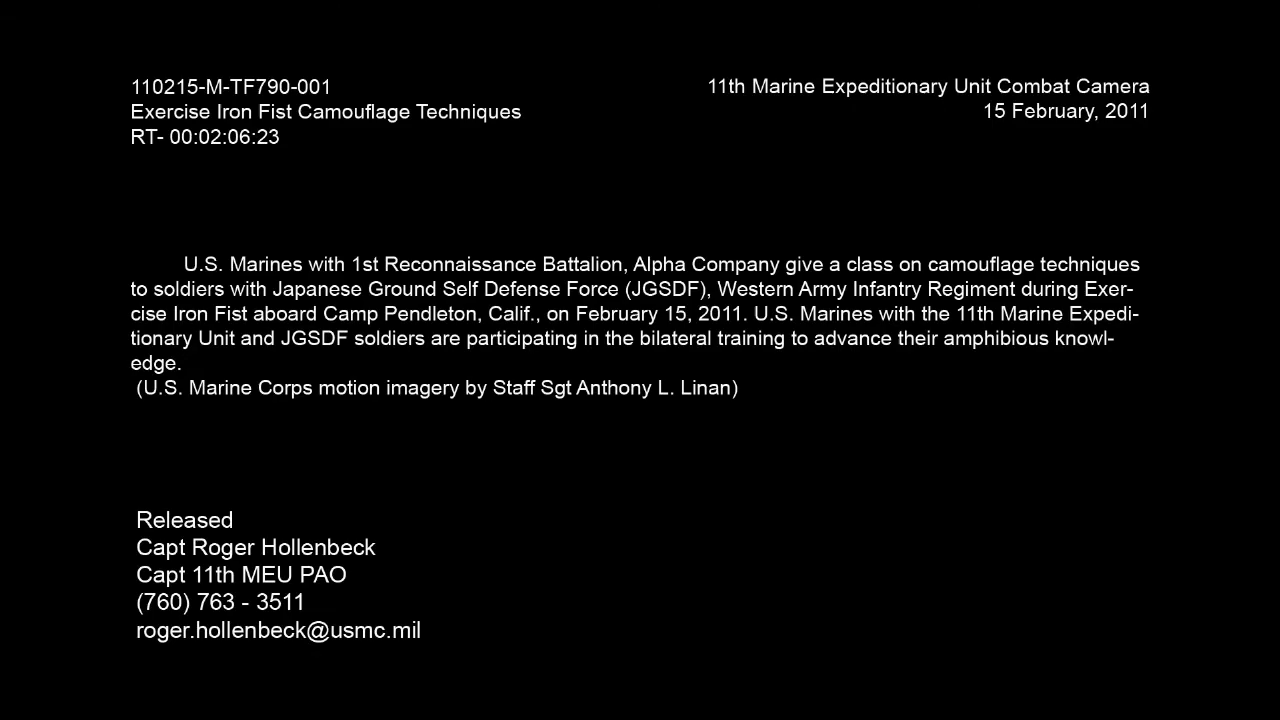 110215-M-TF790-001
Exercise Iron Fist Camouflage Techniques
RT- 00:02:06:23
11th Marine Expeditionary Unit Combat Camera
15 February, 2011
U.S. Marines with 1st Reconnaissance Battalion, Alpha Company give a class on camouflage techniques
to soldiers with Japanese Ground Self Defense Force (JGSDF), Western Army Infantry Regiment during Exer-
cise Iron Fist aboard Camp Pendleton, Calif., on February 15, 2011. U.S. Marines with the 11th Marine Expedi-
tionary Unit and JGSDF soldiers are participating in the bilateral training to advance their amphibious knowl-
edge.
(U.S. Marine Corps motion imagery by Staff Sgt Anthony L. Linan)
Released
Capt Roger Hollenbeck
Capt 11th MEU PAO
(760) 763 - 3511
roger.hollenbeck@usmc.mil